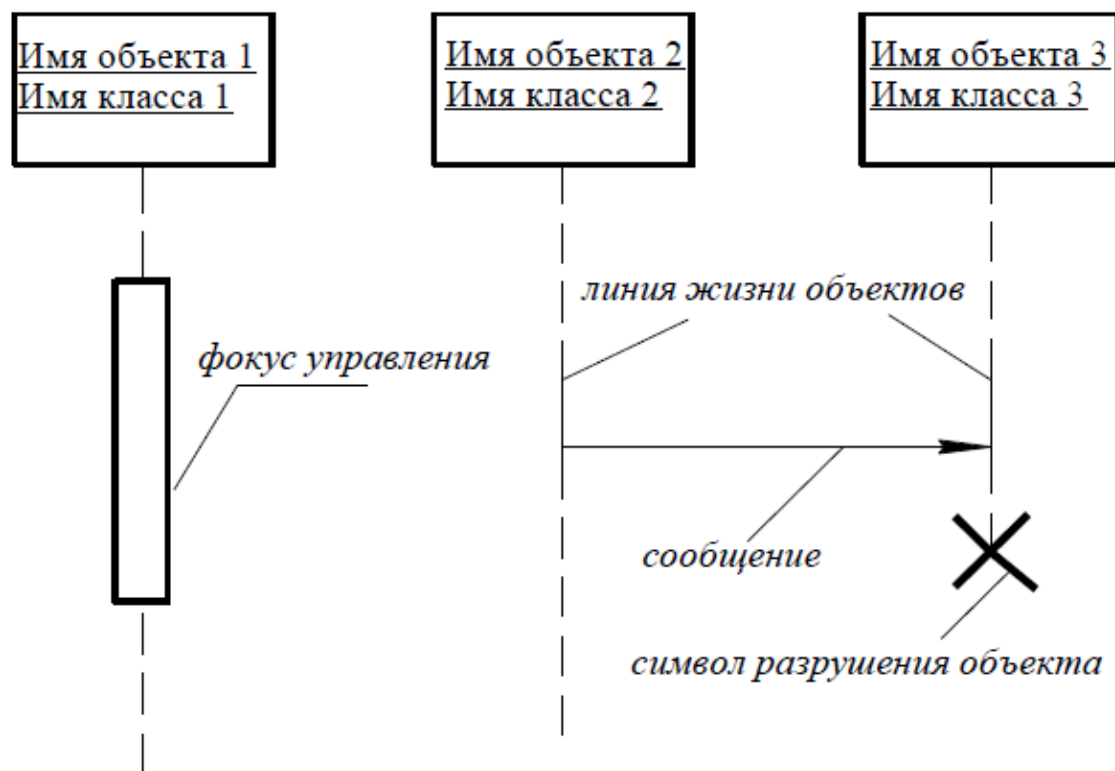 Имя объекта 1
Имя класса 1
Имя объекта 2
Имя класса 2
Имя объекта 3
Имя класса 3
линия жизни объектов
фокус управления
сообщение
символ разрушения объекта